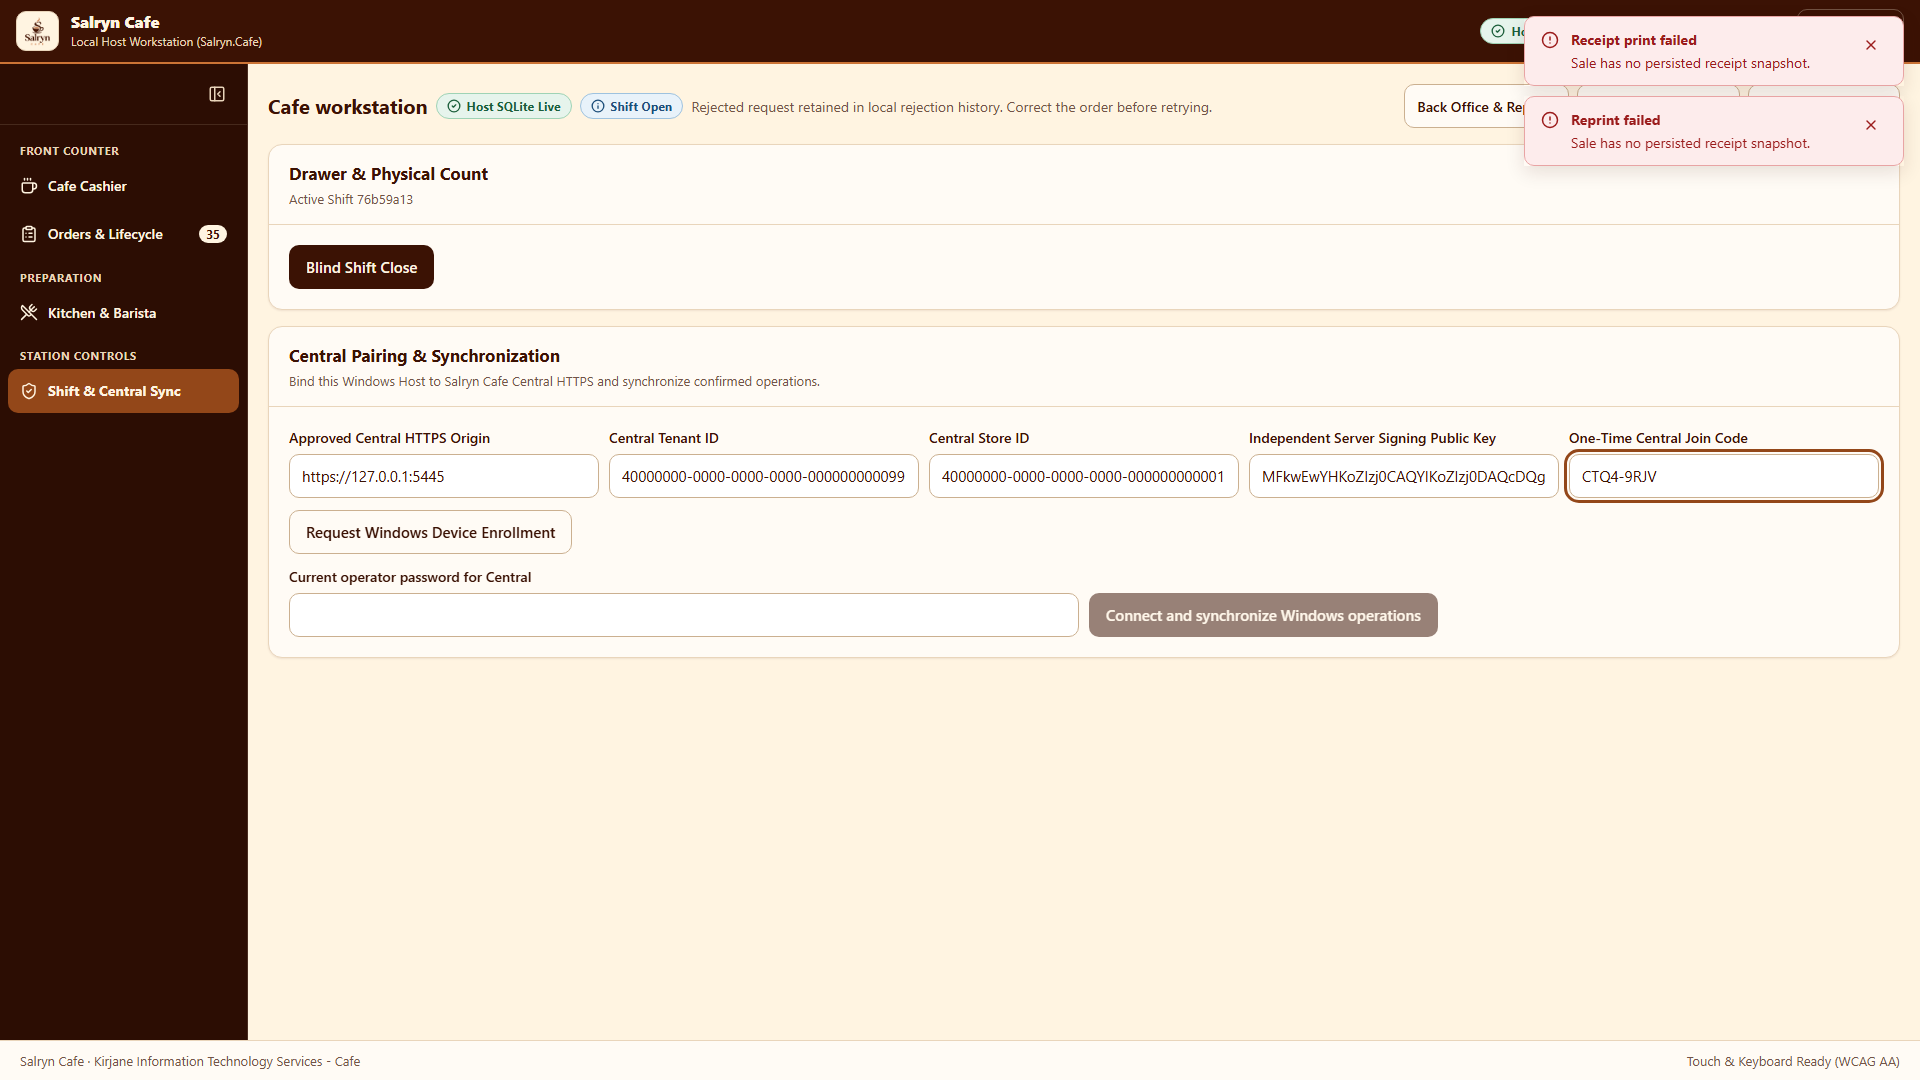 Salryn
Salryn Cafe
Local Host Workstation (Salryn.Cafe)
Receipt print failed
Sale has no persisted receipt snapshot.
Reprint failed
Sale has no persisted receipt snapshot.
FRONT COUNTER
Cafe Cashier
Orders & Lifecycle 35
PREPARATION
Kitchen & Barista
STATION CONTROLS
Shift & Central Sync
Cafe workstation Host SQLite Live Shift Open Rejected request retained in local rejection history. Correct the order before retrying. Back Office &
Drawer & Physical Count
Active Shift 76b59a13
Blind Shift Close
Central Pairing & Synchronization
Bind this Windows Host to Salryn Cafe Central HTTPS and synchronize confirmed operations.
Approved Central HTTPS Origin Central Tenant ID Central Store ID Independent Server Signing Public Key One-Time Central Join Code
https://127.0.0.1:5445 40000000-0000-0000-0000-000000000099 40000000-0000-0000-0000-000000000001 MFkwEwYHKoZIzj0CAQYIKoZIzj0DAQcDQg CTQ4-9RJV
Request Windows Device Enrollment
Current operator password for Central
Connect and synchronize Windows operations
Salryn Cafe · Kirjane Information Technology Services - Cafe
Touch & Keyboard Ready (WCAG AA)